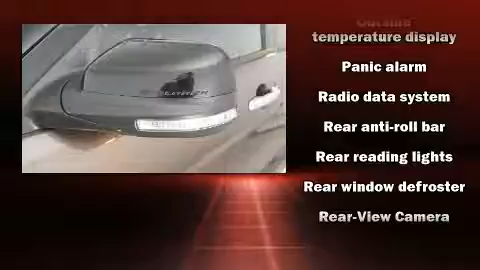 Outside
temperature display
Panic alarm
Radio data system
Rear anti-roll bar
Rear reading lights
Rear window defroster
Rear-View Camera